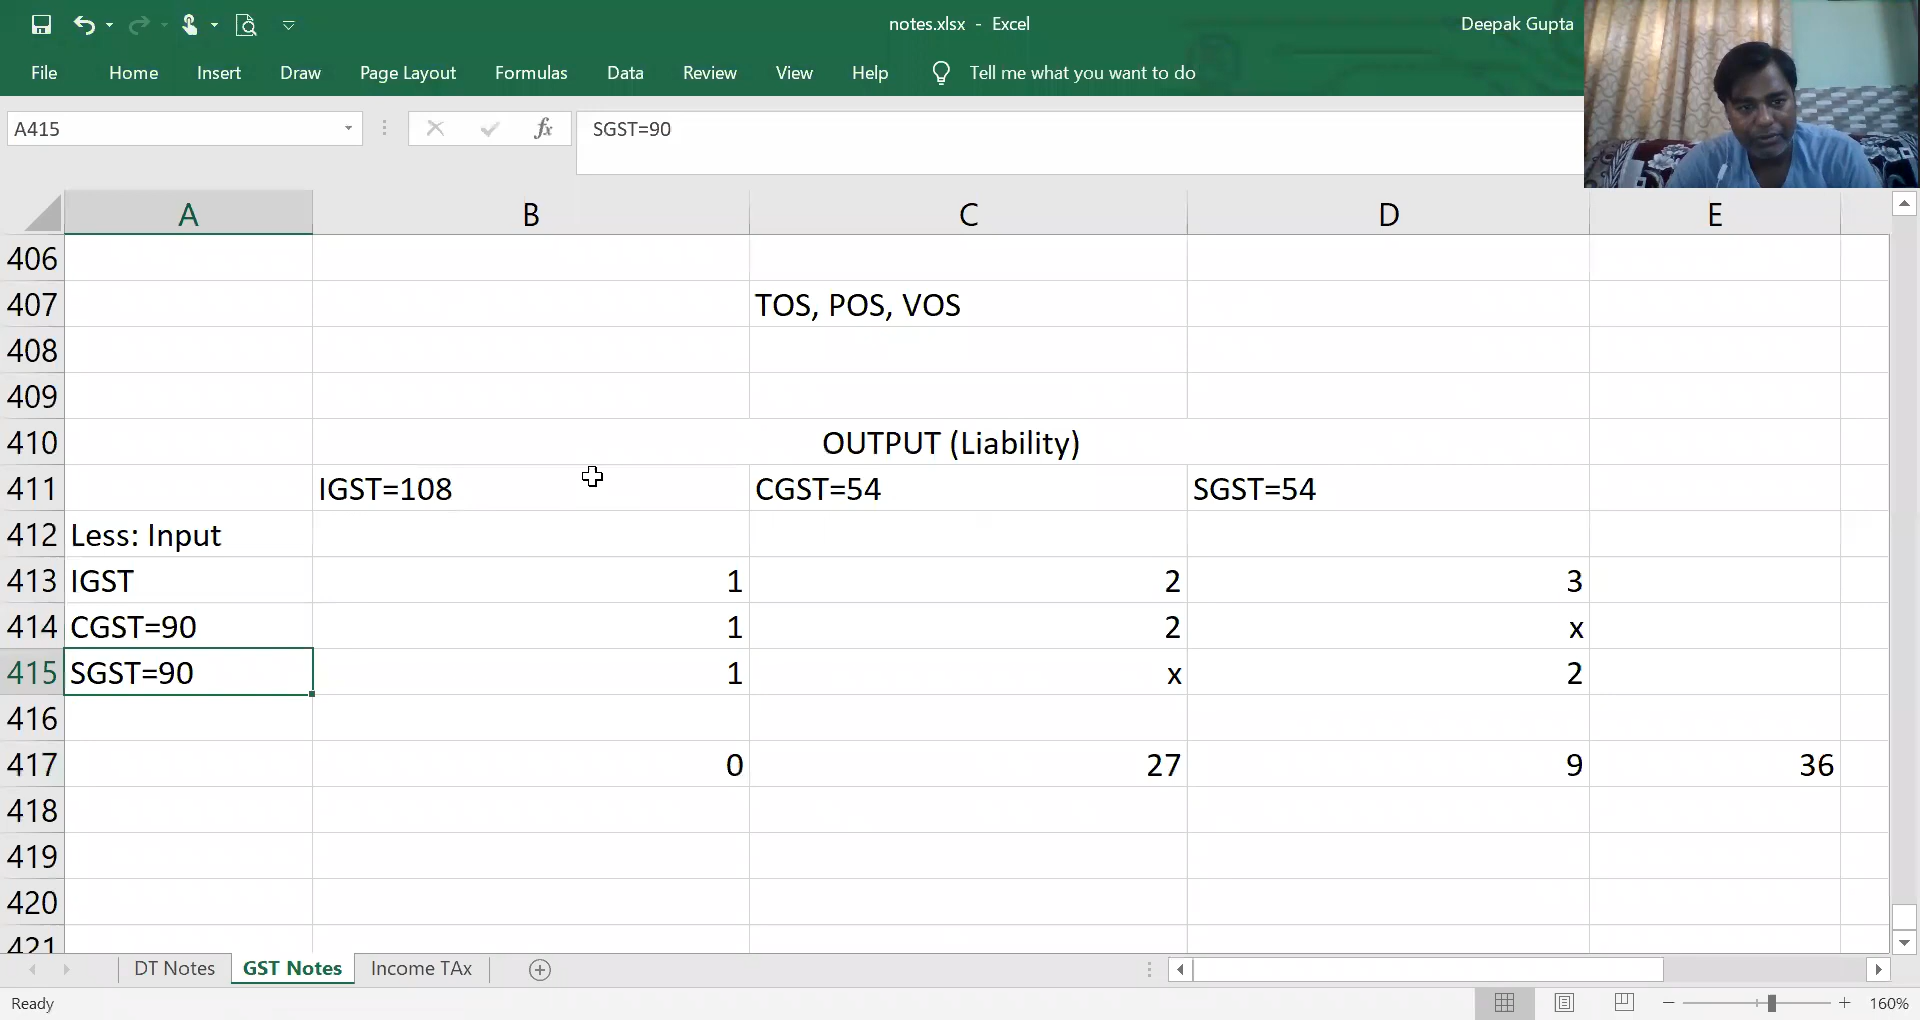 notes.xlsx - Excel
Deepak Gupta
File Home Insert Draw Page Layout Formulas Data Review View Help Tell me what you want to do
A415 fx SGST=90
A B C D E
406
407 TOS, POS, VOS
408
409
410 OUTPUT (Liability)
411 IGST=108 CGST=54 SGST=54
412 Less: Input
413 IGST 1 2 3
414 CGST=90 1 2 x
415 SGST=90 1 x 2
416
417 0 27 9 36
418
419
420
421
DT Notes GST Notes Income TAx
Ready 160%